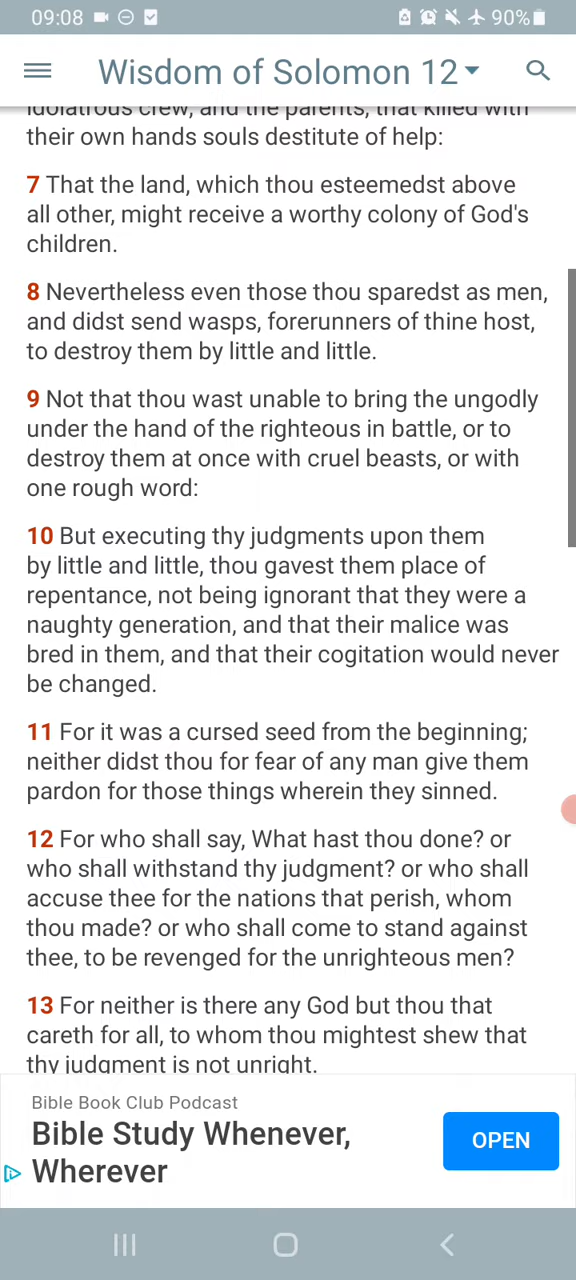 09:08
90%
Wisdom of Solomon 12
idolatrous crew, and the parents, that killed with
their own hands souls destitute of help:
7 That the land, which thou esteemedst above
all other, might receive a worthy colony of God's
children.
8 Nevertheless even those thou sparedst as men,
and didst send wasps, forerunners of thine host,
to destroy them by little and little.
9 Not that thou wast unable to bring the ungodly
under the hand of the righteous in battle, or to
destroy them at once with cruel beasts, or with
one rough word:
10 But executing thy judgments upon them
by little and little, thou gavest them place of
repentance, not being ignorant that they were a
naughty generation, and that their malice was
bred in them, and that their cogitation would never
be changed.
11 For it was a cursed seed from the beginning;
neither didst thou for fear of any man give them
pardon for those things wherein they sinned.
12 For who shall say, What hast thou done? or
who shall withstand thy judgment? or who shall
accuse thee for the nations that perish, whom
thou made? or who shall come to stand against
thee, to be revenged for the unrighteous men?
13 For neither is there any God but thou that
careth for all, to whom thou mightest shew that
thy judgment is not unright.
Bible Book Club Podcast
Bible Study Whenever,
Wherever
OPEN